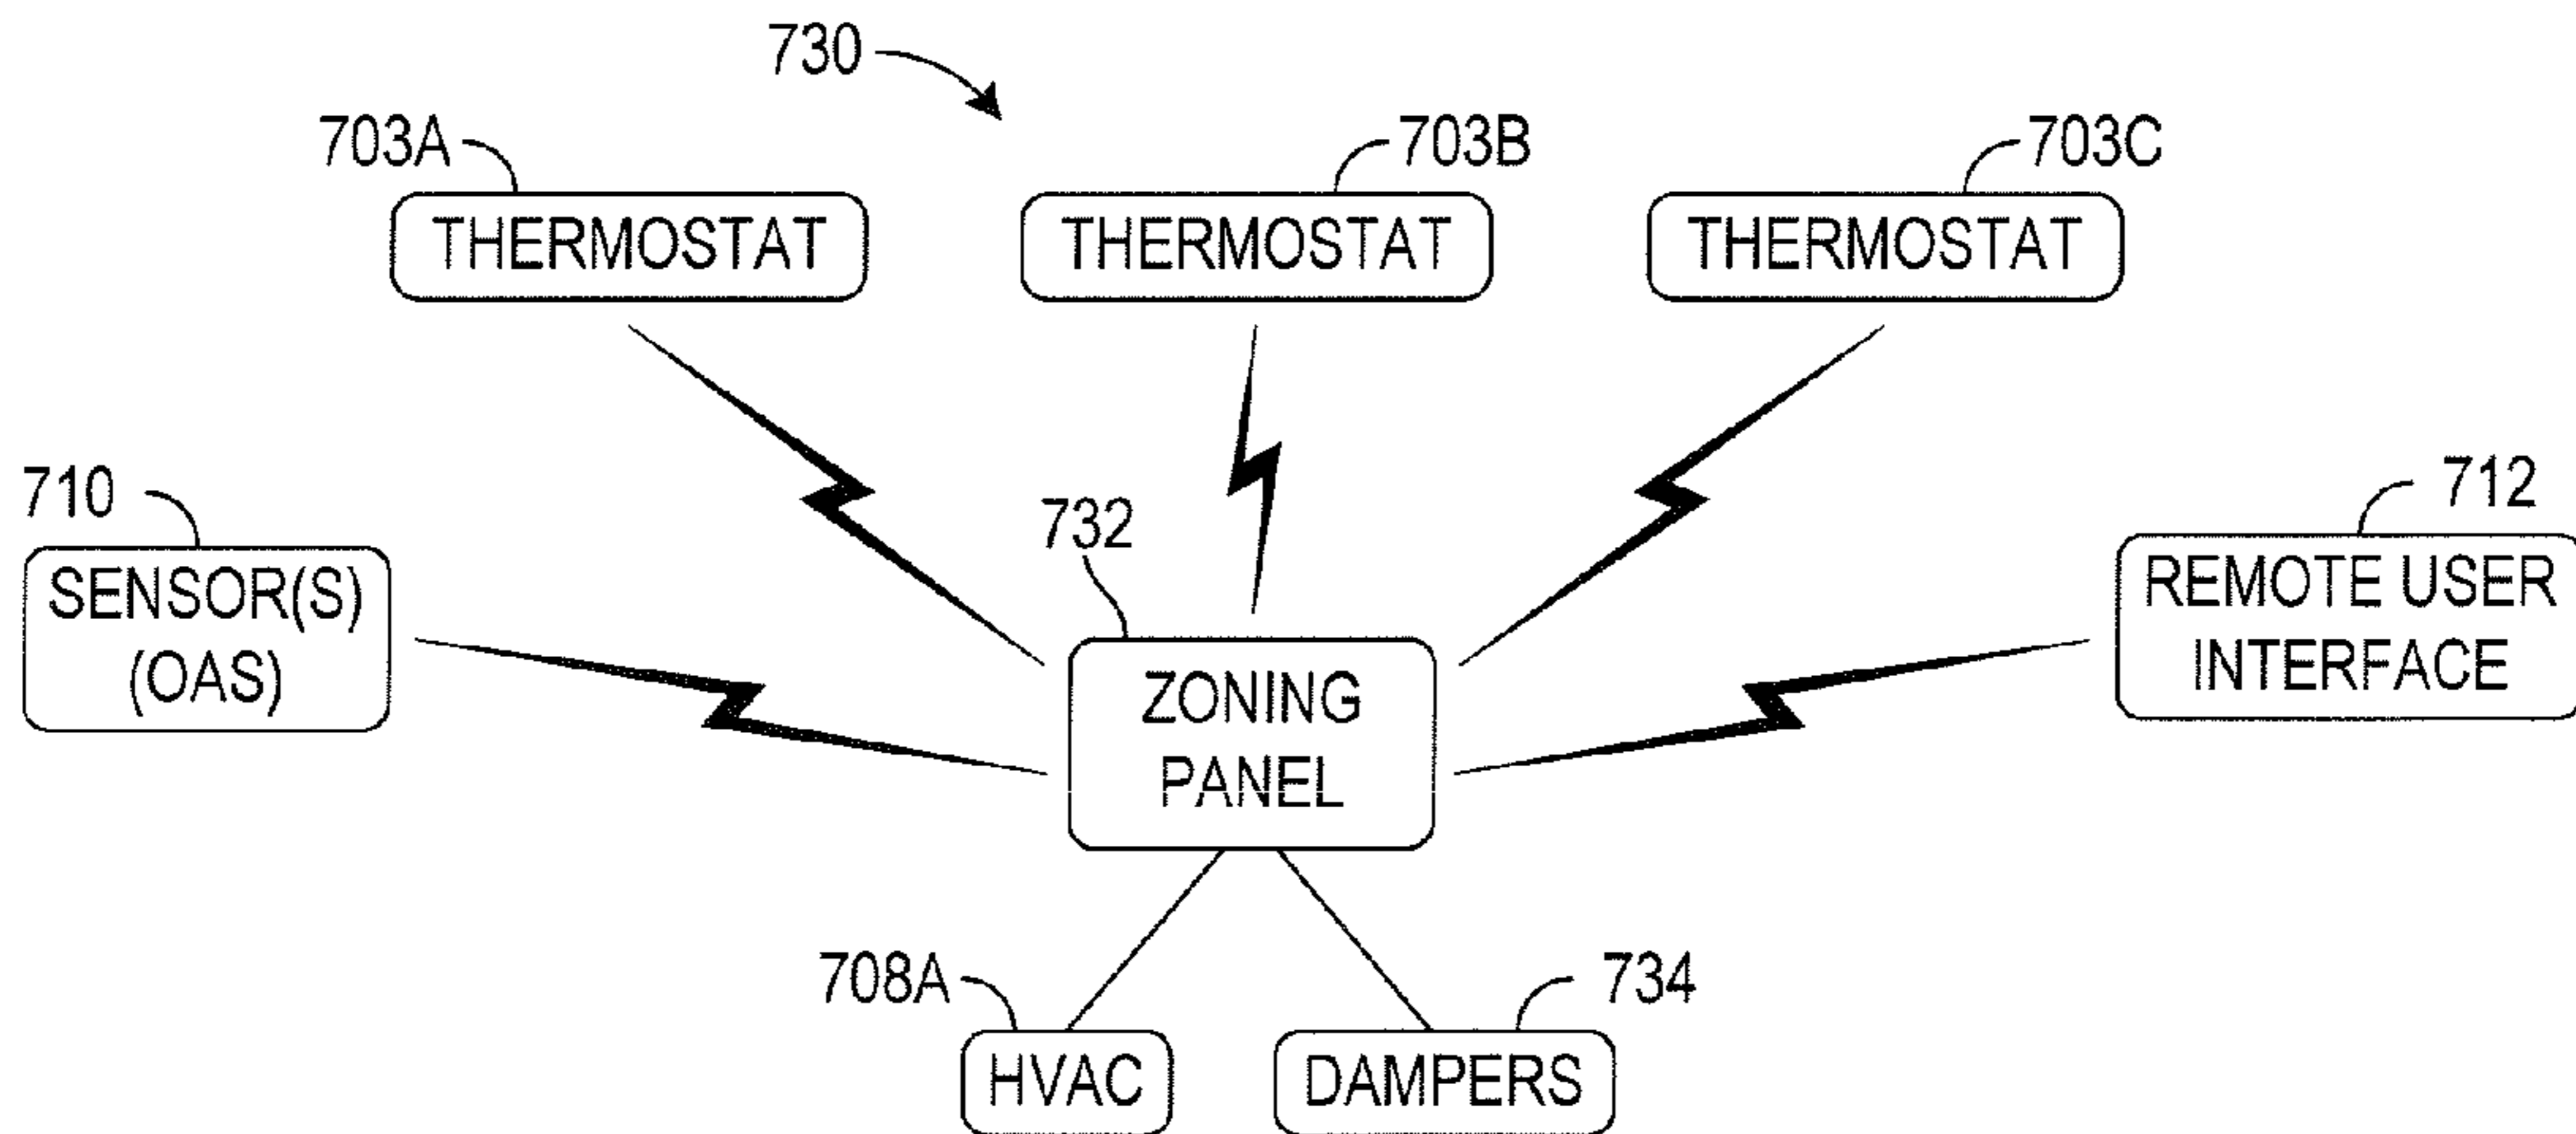 730
703A
703B
703C
THERMOSTAT
THERMOSTAT
THERMOSTAT
710
732
712
SENSOR(S)
(OAS)
REMOTE USER
INTERFACE
ZONING
PANEL
708A
734
HVAC
DAMPERS